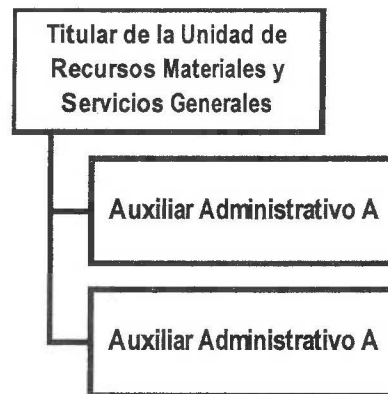 Titular de la Unidad de
Recursos Materiales y
Servicios Generales
Auxiliar Administrativo A
Auxiliar Administrativo A